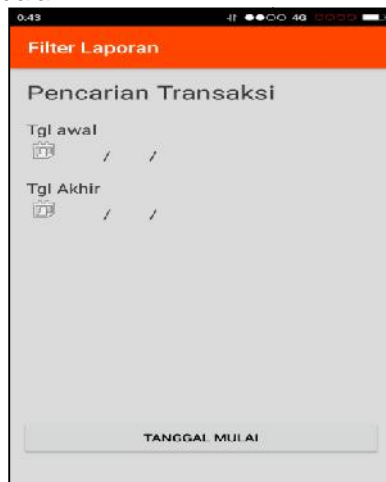 0:43 4G
Filter Laporan
Pencarian Transaksi
Tgl awal
/ /
Tgl Akhir
/ /
TANGGAL MULAI